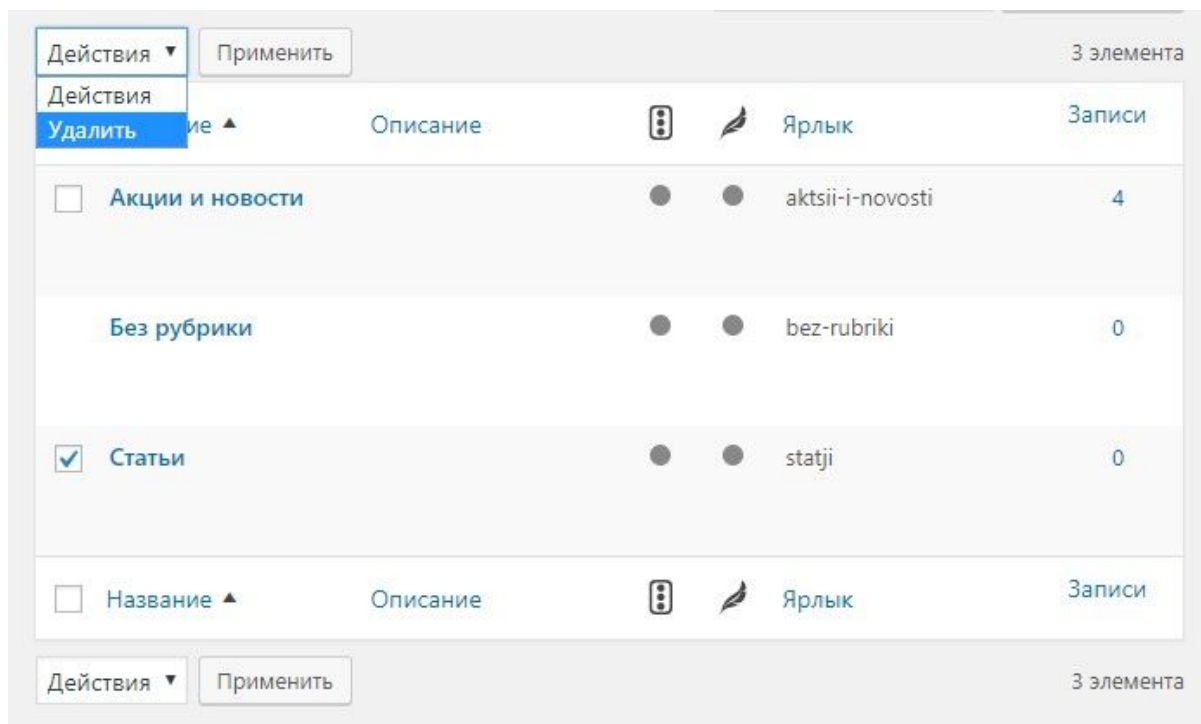 Действия ▼ Применить 3 элемента
Действия
Удалить ие ▲ Описание Ярлык Записи
Акции и новости aktsii-i-novosti 4
Без рубрики bez-rubriki 0
Статьи statji 0
Название ▲ Описание Ярлык Записи
Действия ▼ Применить 3 элемента